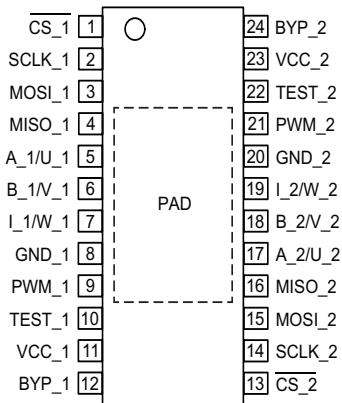 CS_1 1 24 BYP_2
SCLK_1 2 23 VCC_2
MOSI_1 3 22 TEST_2
MISO_1 4 21 PWM_2
A_1/U_1 5 20 GND_2
B_1/V_1 6 19 I_2/W_2
PAD
I_1/W_1 7 18 B_2/V_2
GND_1 8 17 A_2/U_2
PWM_1 9 16 MISO_2
TEST_1 10 15 MOSI_2
VCC_1 11 14 SCLK_2
BYP_1 12 13 CS_2